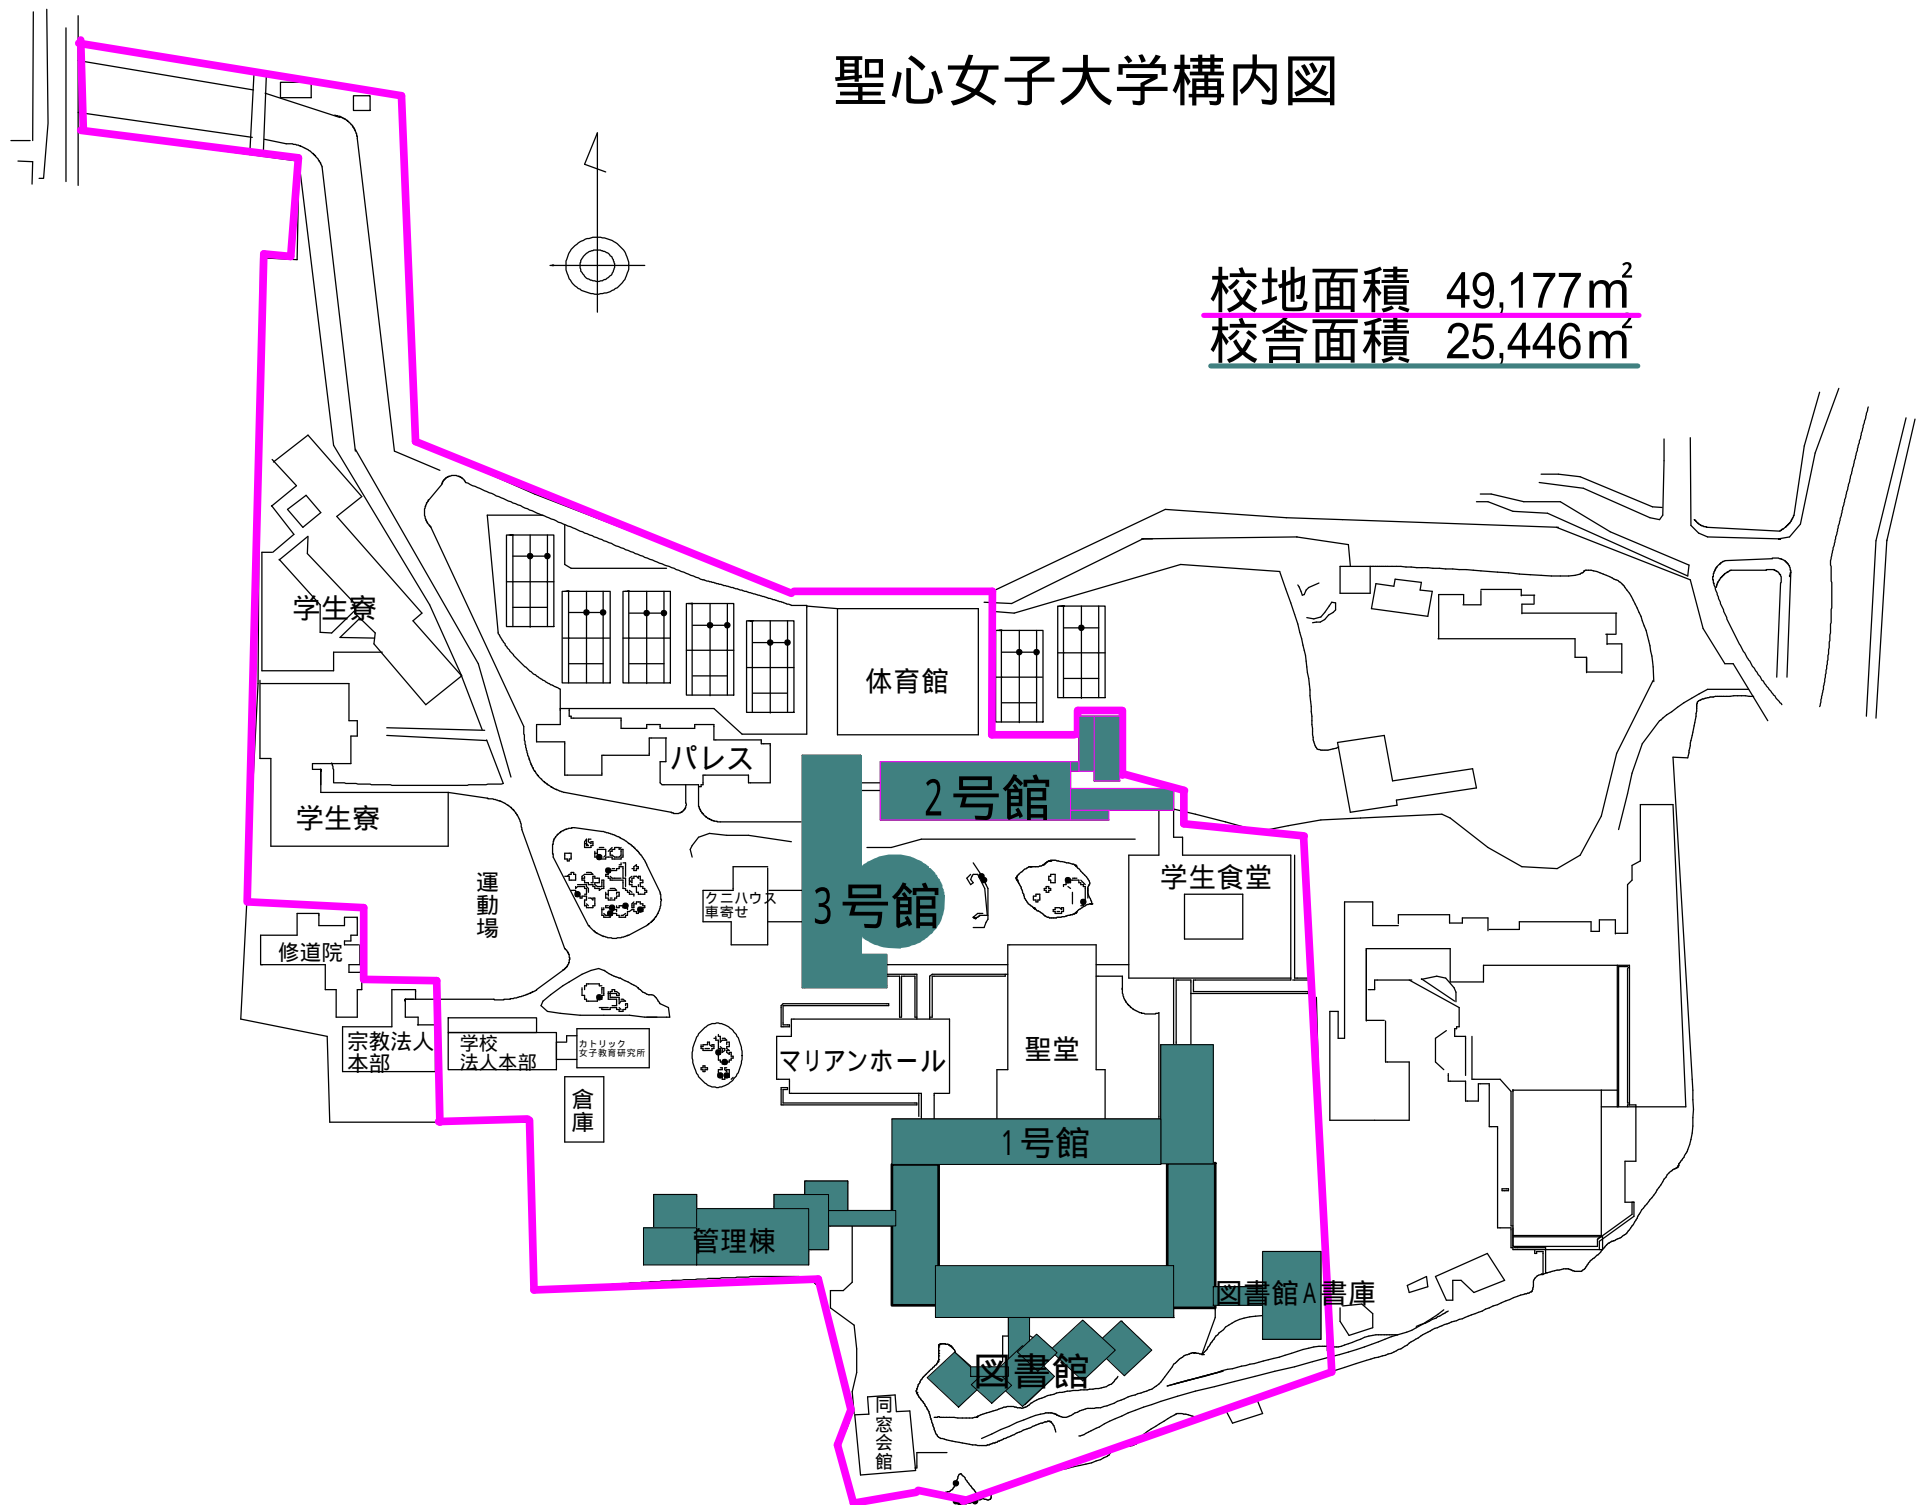 聖心女子大学構内図
校地面積 49,177㎡
校舎面積 25,446㎡
学生寮
体育館
パレス
2号館
学生寮
学生食堂
運動場
クニハウス
車寄せ
3号館
修道院
宗教法人
本部
学校
法人本部
カトリック
女子教育研究所
マリアンホール
聖堂
倉庫
1号館
管理棟
図書館A書庫
図書館
同窓会館